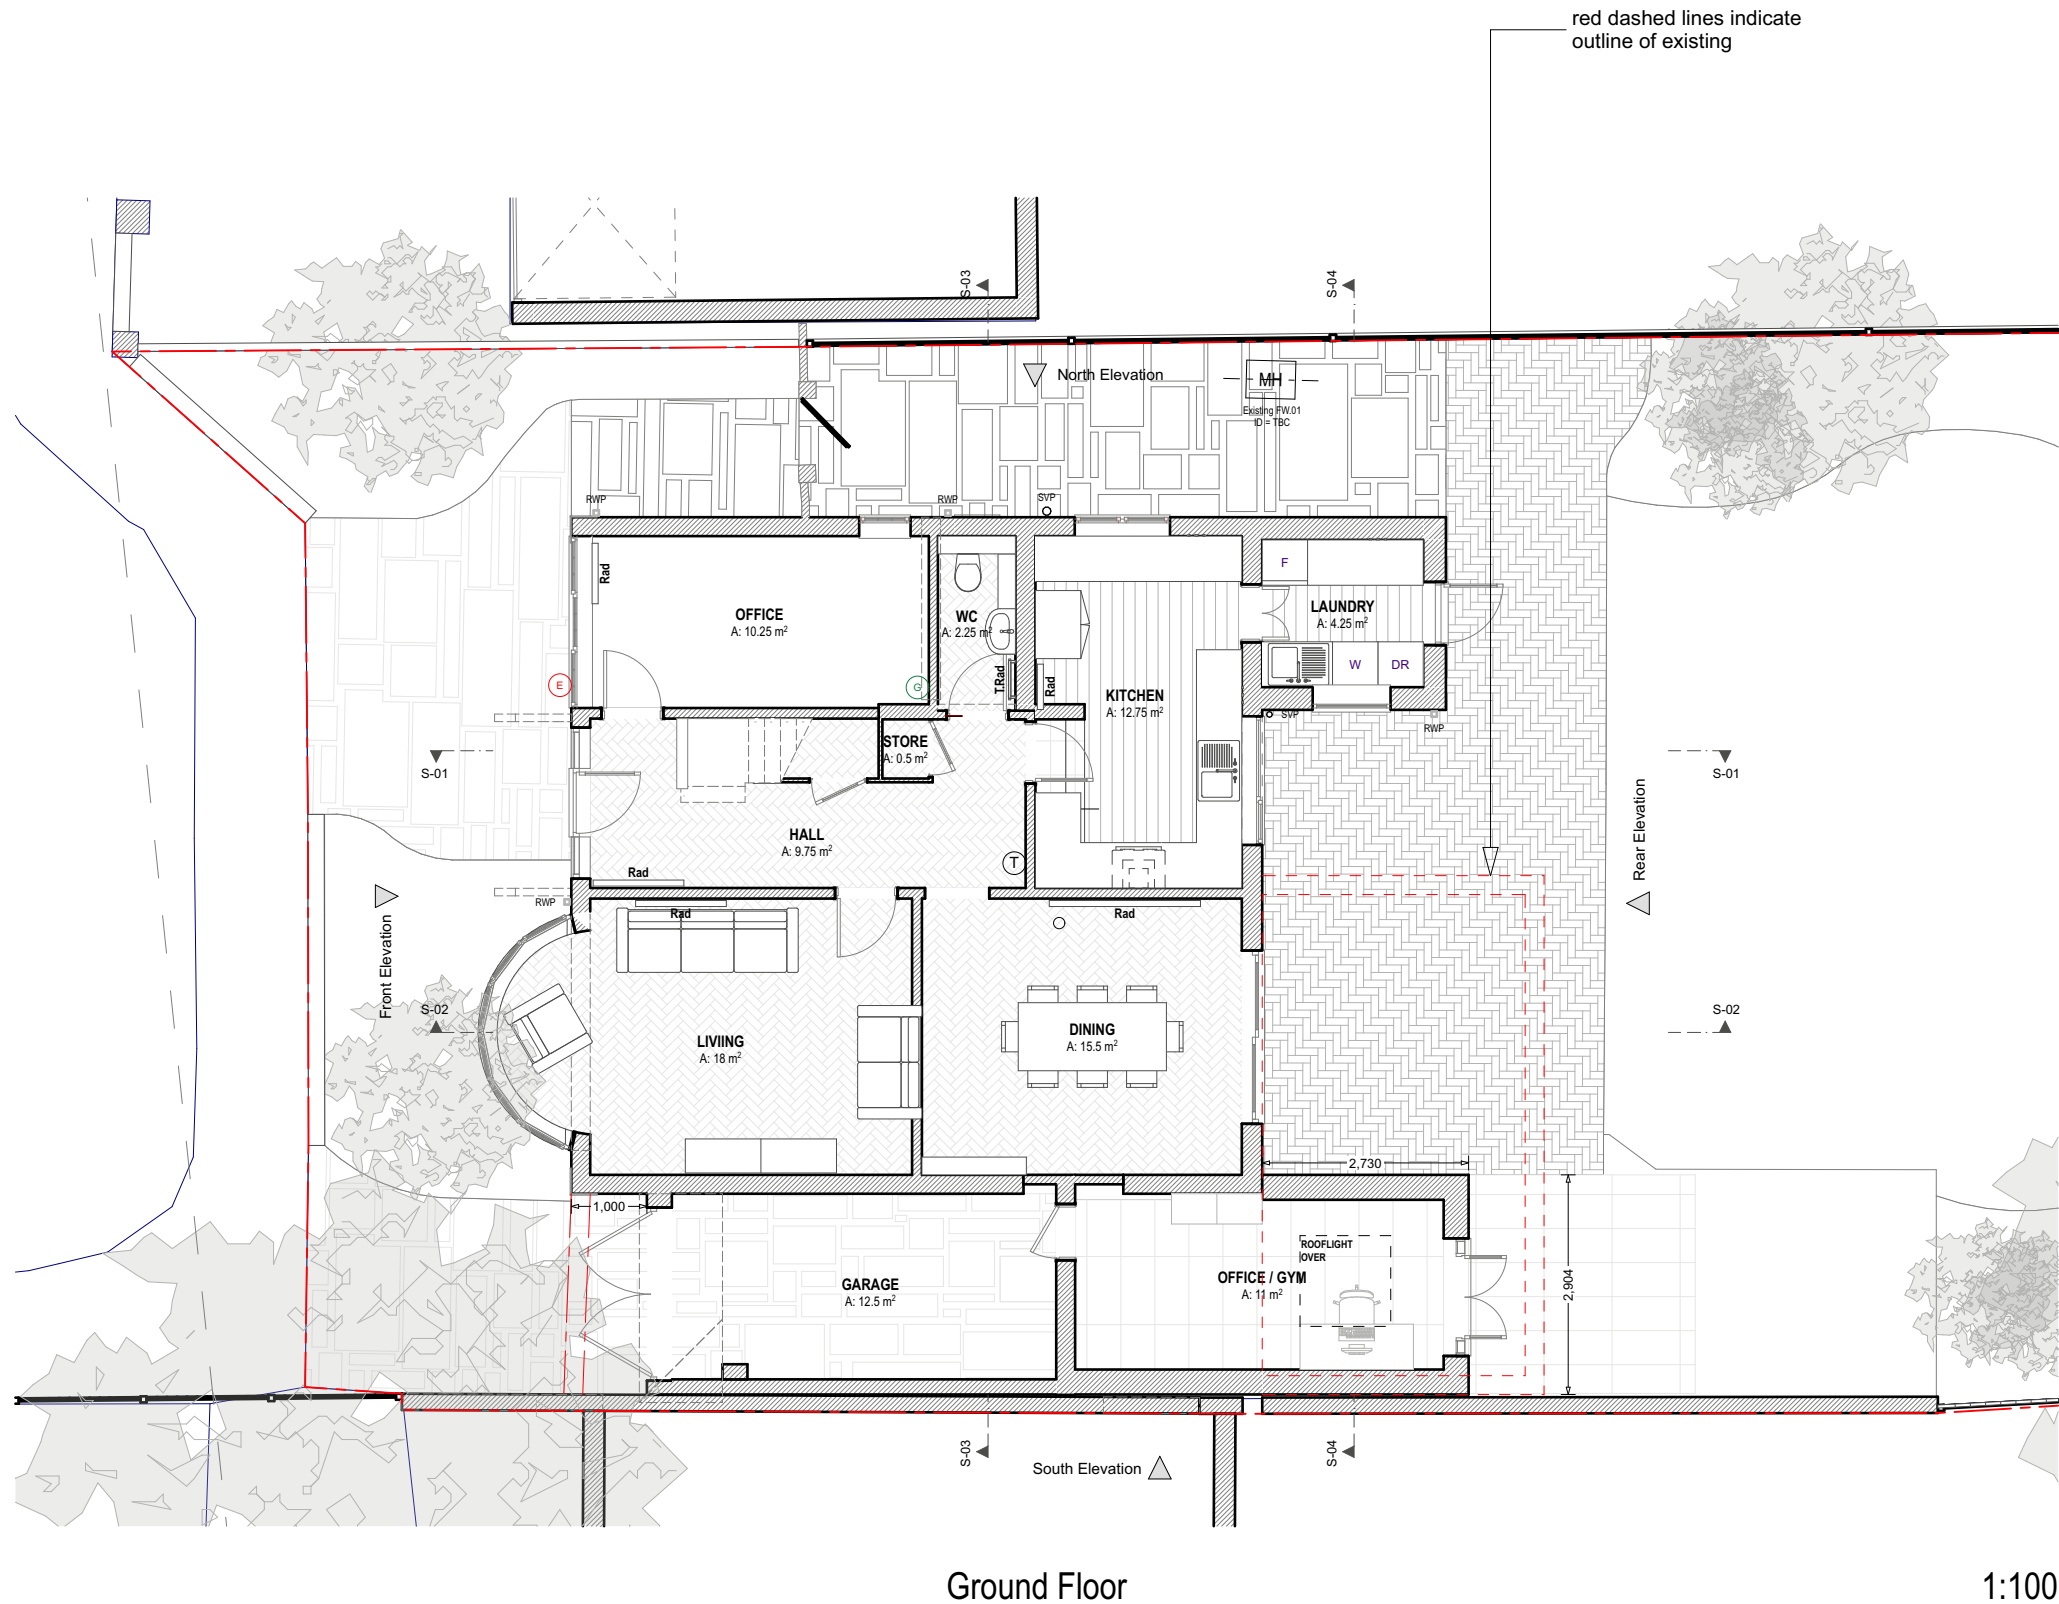 red dashed lines indicate
outline of existing
S-03
S-04
North Elevation
MH
Existing FW.01
ID = TBC
RWP
RWP
SVP
Rad
OFFICE
A: 10.25 m²
WC
A: 2.25 m²
T.Rad
Rad
F
LAUNDRY
A: 4.25 m²
W
DR
E
G
KITCHEN
A: 12.75 m²
SVP
RWP
STORE
A: 0.5 m²
S-01
S-01
HALL
A: 9.75 m²
T
Rad
RWP
Rad
Rad
Front Elevation
Rear Elevation
S-02
S-02
LIVIING
A: 18 m²
DINING
A: 15.5 m²
2,730
1,000
ROOFLIGHT
OVER
GARAGE
A: 12.5 m²
OFFICE / GYM
A: 11 m²
2,904
S-03
S-04
South Elevation
Ground Floor
1:100